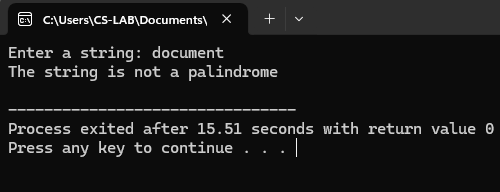 C:\Users\CS-LAB\Documents\
Enter a string: document
The string is not a palindrome
--------------------------------
Process exited after 15.51 seconds with return value 0
Press any key to continue . . .